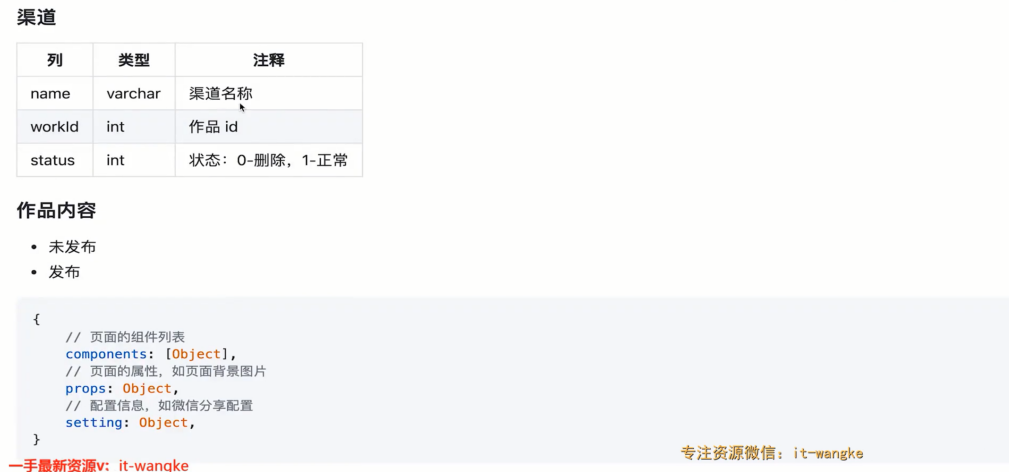 渠道
列 类型 注释
name varchar 渠道名称
workId int 作品 id
status int 状态：0-删除，1-正常
作品内容
• 未发布
• 发布
{
// 页面的组件列表
components: [Object],
// 页面的属性，如页面背景图片
props: Object,
// 配置信息，如微信分享配置
setting: Object,
}
专注资源微信：it-wangke
一手最新资源v：it-wangke